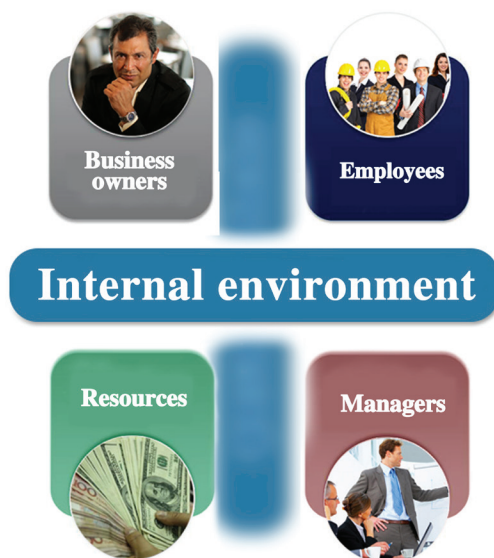 Business
owners
Employees
Internal environment
Resources
Managers